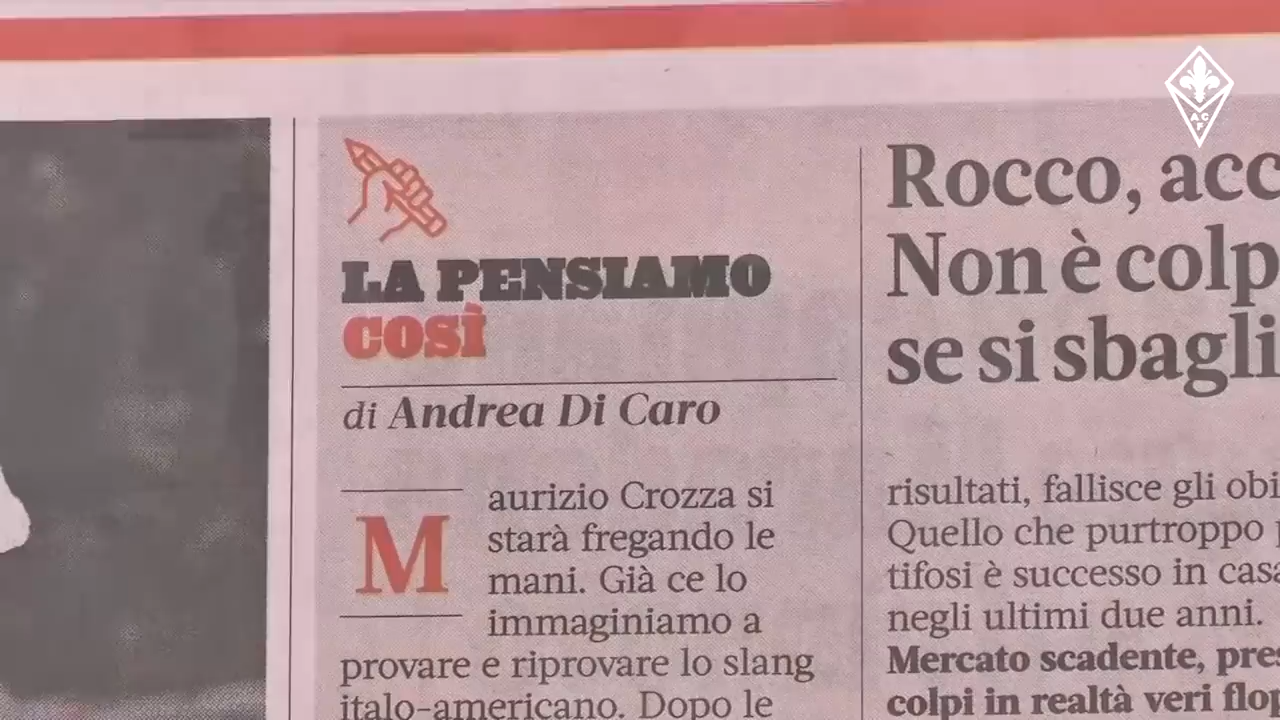 LA PENSIAMO
COSÌ
di Andrea Di Caro
Maurizio Crozza si
starà fregando le
mani. Già ce lo
immaginiamo a
provare e riprovare lo slang
italo-americano. Dopo le
Rocco, acc
Non è colp
se si sbagli
risultati, fallisce gli obi
Quello che purtroppo p
tifosi è successo in casa
negli ultimi due anni.
Mercato scadente, pres
colpi in realtà veri flop
ACF